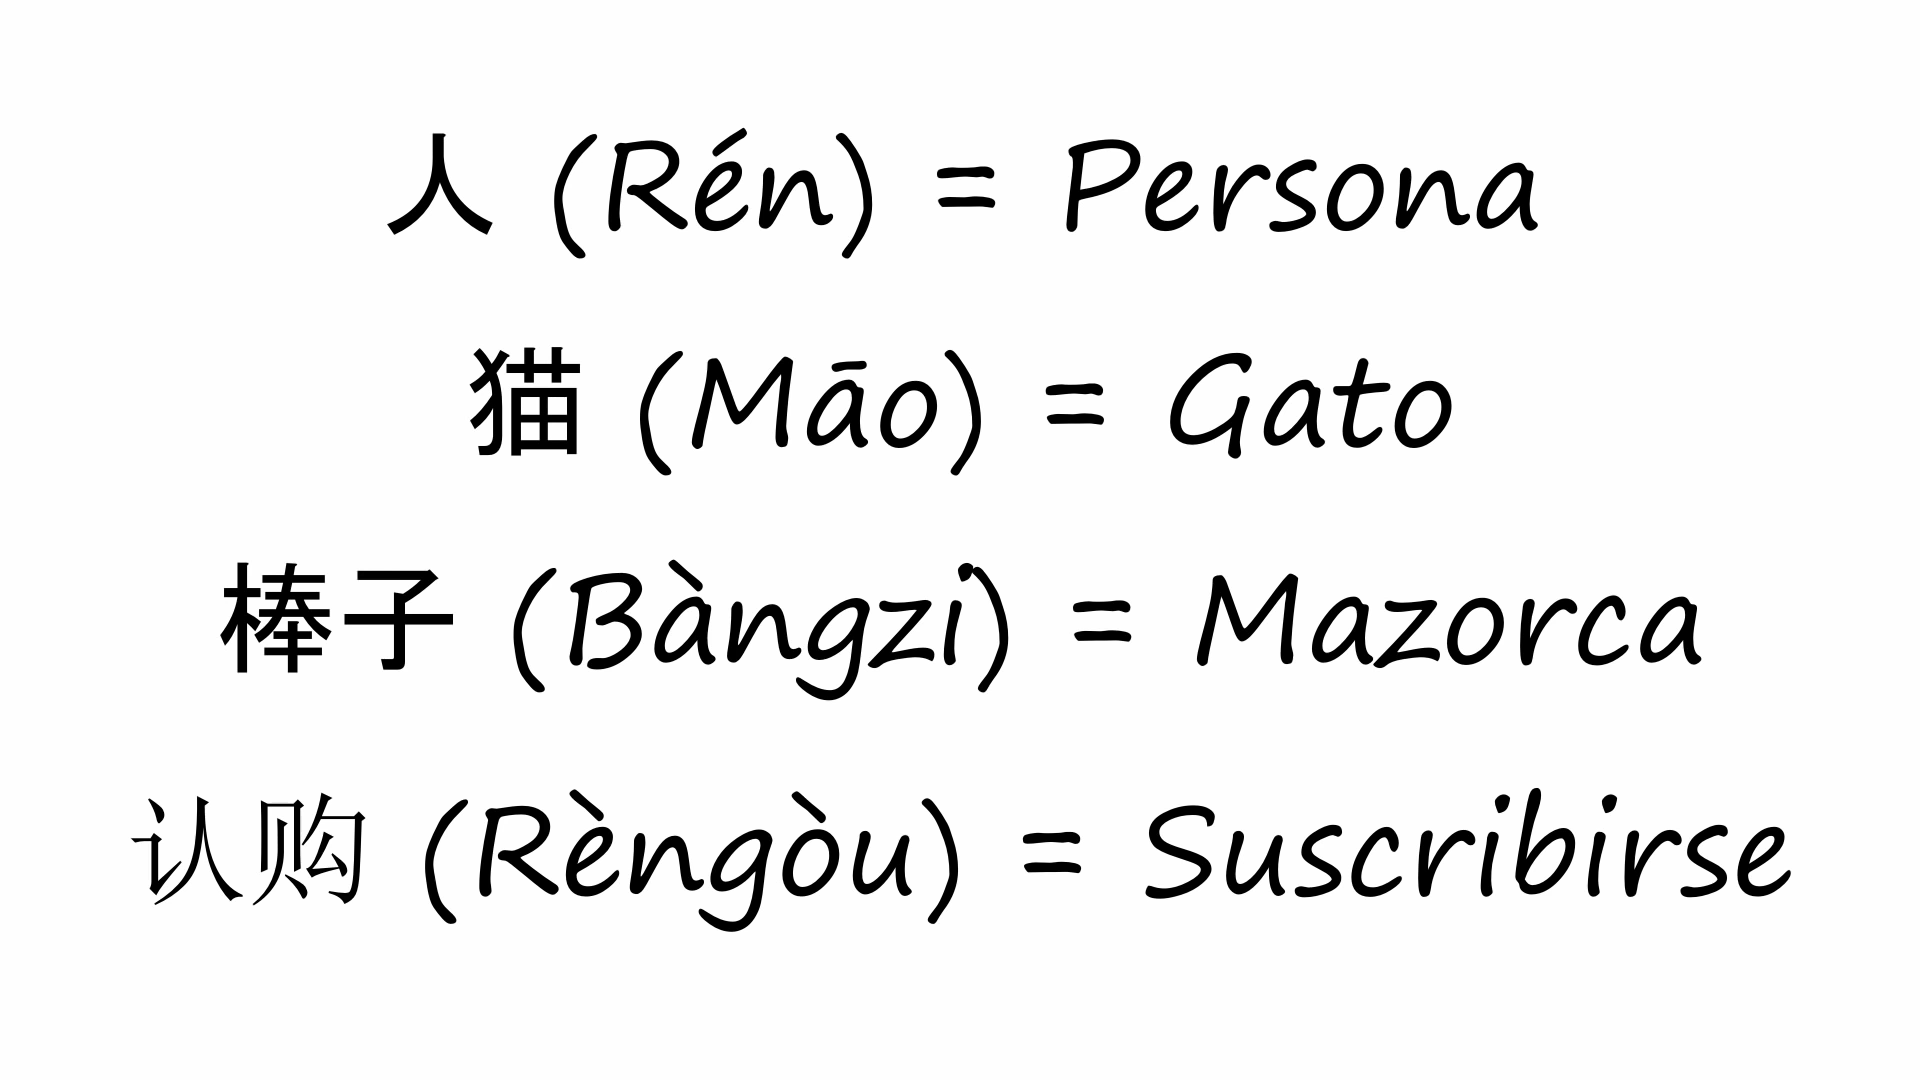 人 (Rén) = Persona
猫 (Māo) = Gato
棒子 (Bàngzi) = Mazorca
认购 (Rèngòu) = Suscribirse